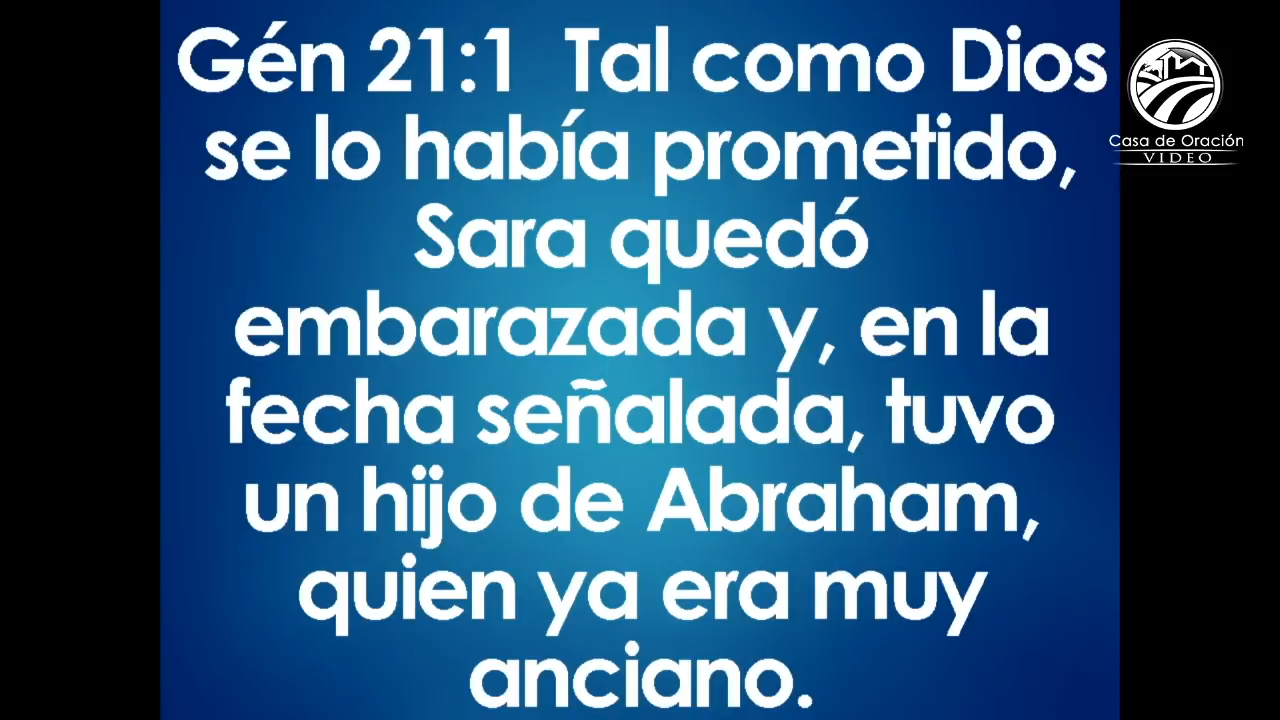 Gén 21:1 Tal como Dios
se lo había prometido,
Sara quedó
embarazada y, en la
fecha señalada, tuvo
un hijo de Abraham,
quien ya era muy
anciano.
Casa de Oración
VIDEO